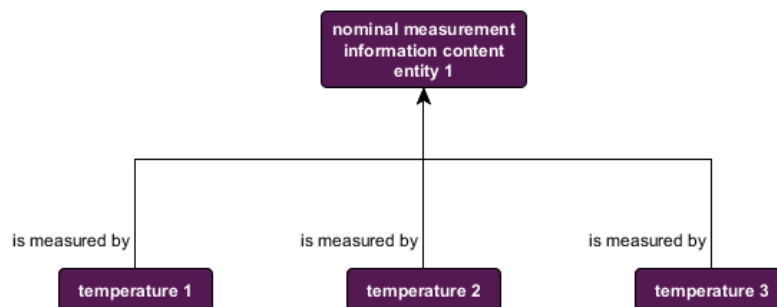 nominal measurement
information content
entity 1
is measured by
is measured by
is measured by
temperature 1
temperature 2
temperature 3